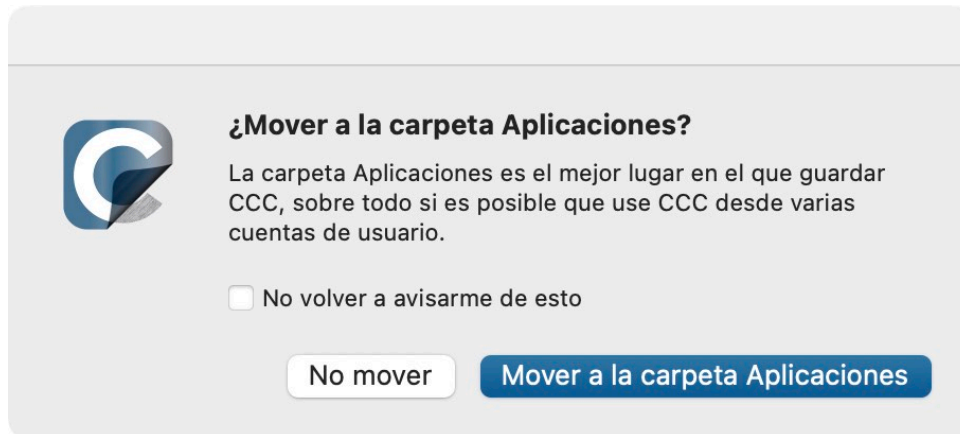 ¿Mover a la carpeta Aplicaciones?
La carpeta Aplicaciones es el mejor lugar en el que guardar
CCC, sobre todo si es posible que use CCC desde varias
cuentas de usuario.
No volver a avisarme de esto
No mover
Mover a la carpeta Aplicaciones